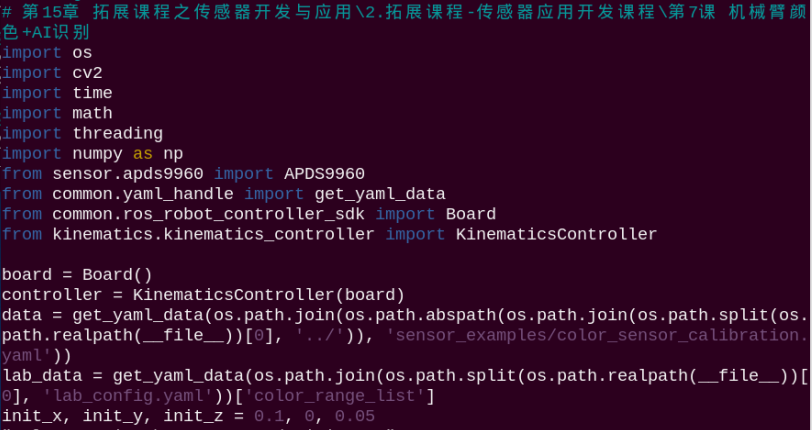 # 第15章 拓展课程之传感器开发与应用\2.拓展课程-传感器应用开发课程\第7课 机械臂颜
色+AI识别
import os
import cv2
import time
import math
import threading
import numpy as np
from sensor.apds9960 import APDS9960
from common.yaml_handle import get_yaml_data
from common.ros_robot_controller_sdk import Board
from kinematics.kinematics_controller import KinematicsController
board = Board()
controller = KinematicsController(board)
data = get_yaml_data(os.path.join(os.path.abspath(os.path.join(os.path.split(os.
path.realpath(__file__))[0], '../')), 'sensor_examples/color_sensor_calibration.
yaml'))
lab_data = get_yaml_data(os.path.join(os.path.split(os.path.realpath(__file__))[
0], 'lab_config.yaml'))['color_range_list']
init_x, init_y, init_z = 0.1, 0, 0.05